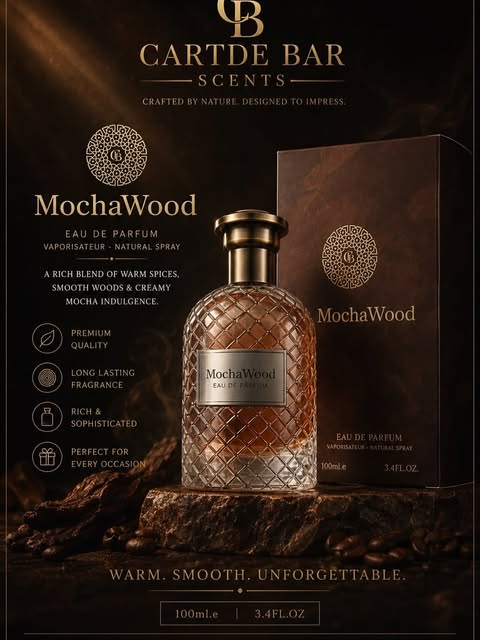 CB
CARTDE BAR
SCENTS
CRAFTED BY NATURE. DESIGNED TO IMPRESS.
CB
MochaWood
EAU DE PARFUM
VAPORISATEUR - NATURAL SPRAY
A RICH BLEND OF WARM SPICES,
SMOOTH WOODS & CREAMY
MOCHA INDULGENCE.
PREMIUM
QUALITY
LONG LASTING
FRAGRANCE
RICH &
SOPHISTICATED
PERFECT FOR
EVERY OCCASION
MochaWood
EAU DE PARFUM
CB
MochaWood
EAU DE PARFUM
VAPORISATEUR - NATURAL SPRAY
100ml.e 3.4FL.OZ.
WARM. SMOOTH. UNFORGETTABLE.
100ml.e | 3.4FL.OZ